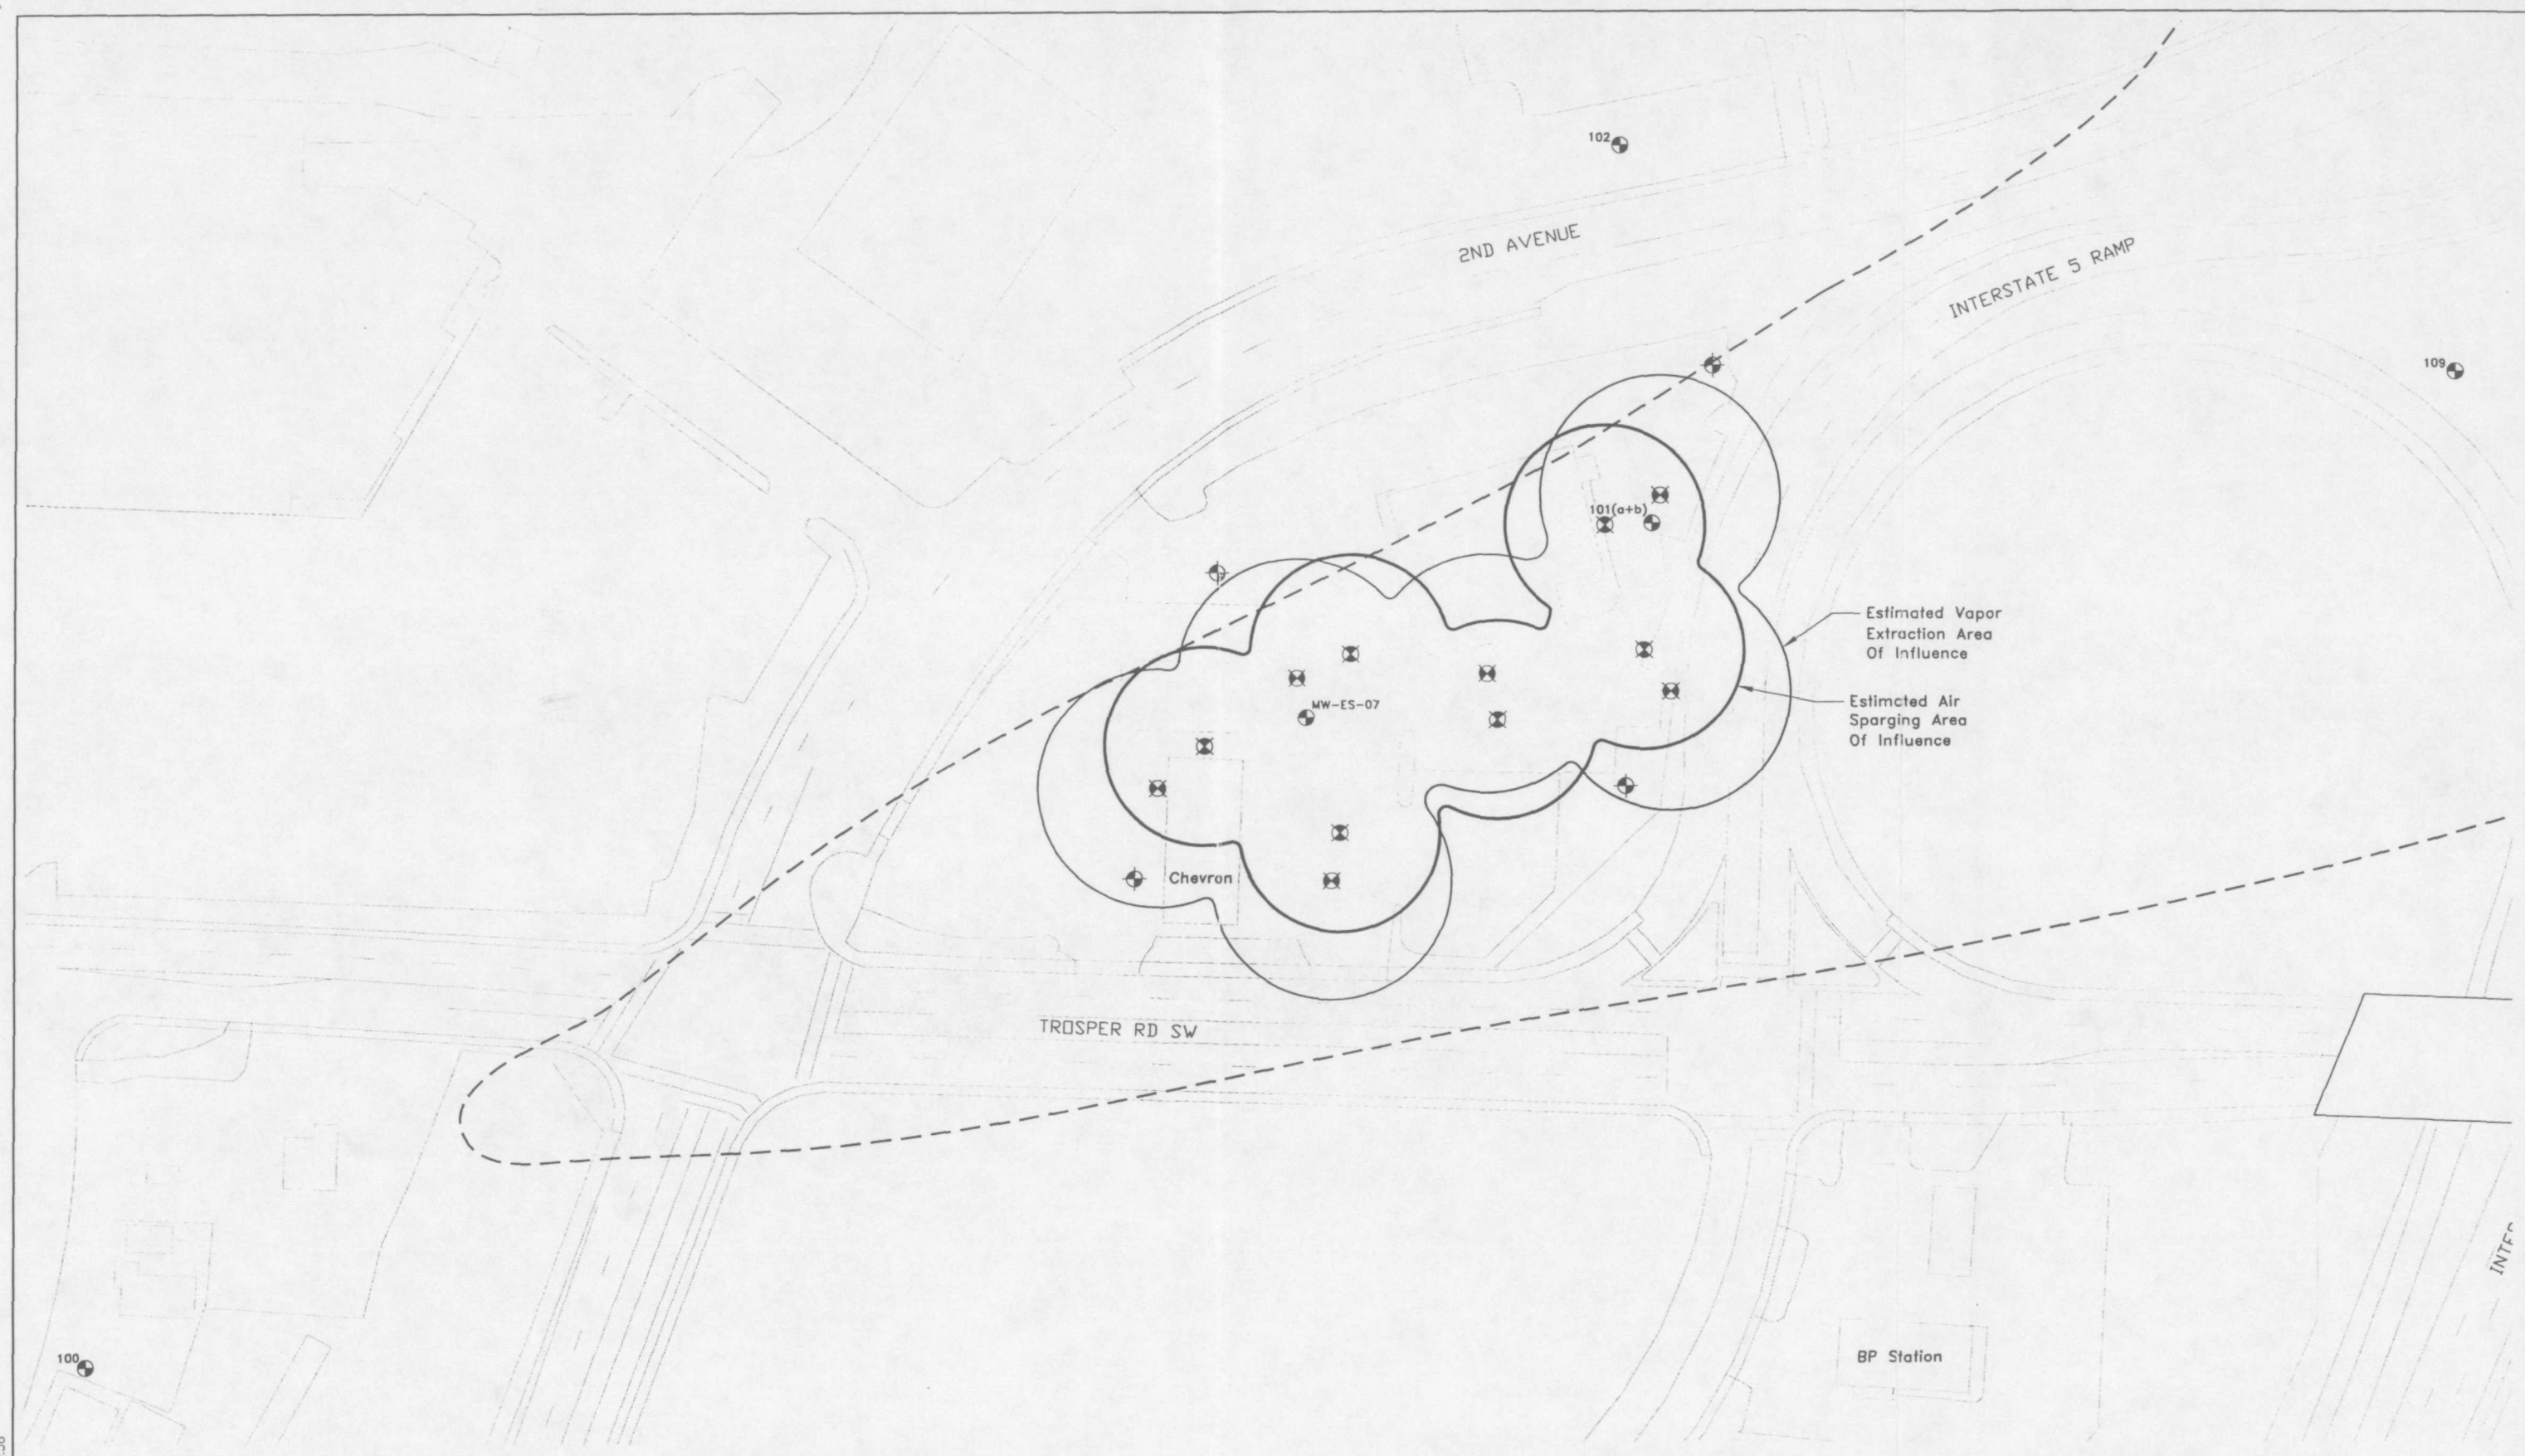 102
2ND AVENUE
INTERSTATE 5 RAMP
109
101(a+b)
Estimated Vapor
Extraction Area
Of Influence
MW-ES-07
Estimcted Air
Sparging Area
Of Influence
Chevron
TROSPER RD SW
BP Station
100